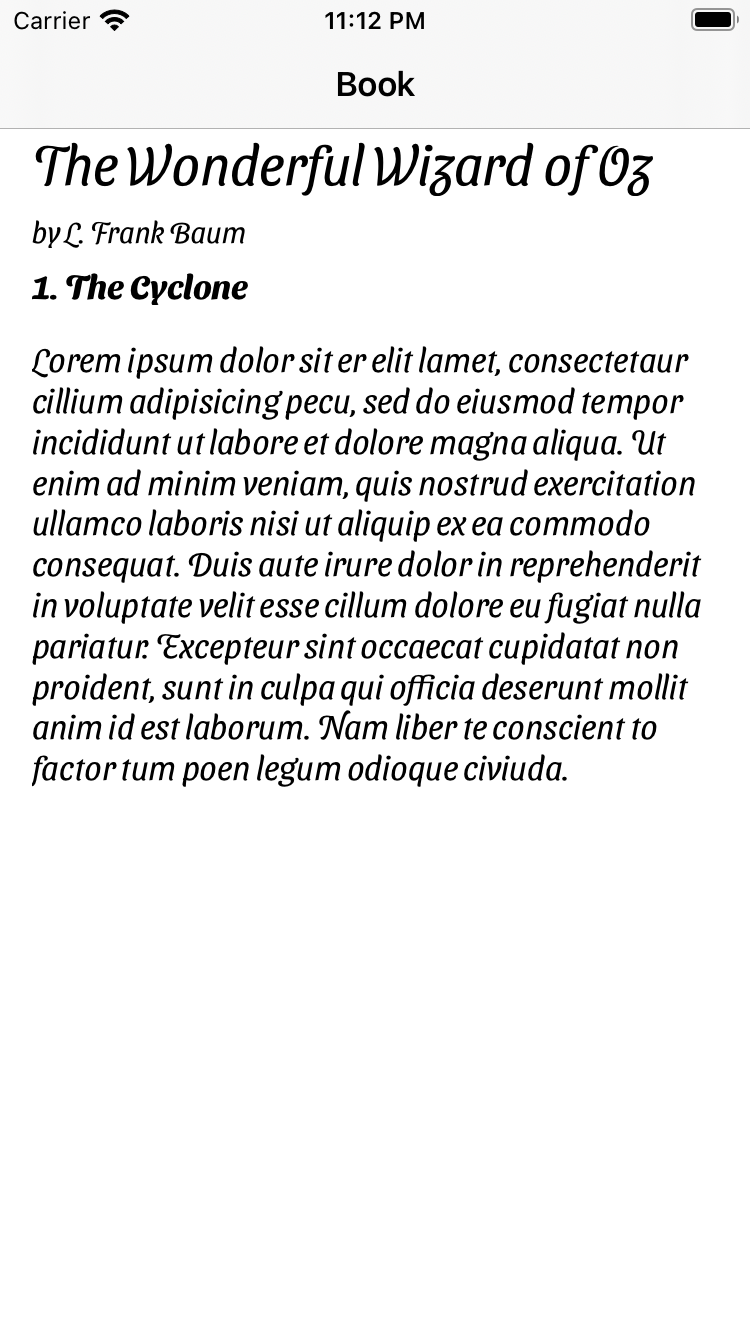 Carrier 11:12 PM
Book
The Wonderful Wizard of Oz
by L. Frank Baum
1. The Cyclone
Lorem ipsum dolor sit er elit lamet, consectetaur
cillium adipisicing pecu, sed do eiusmod tempor
incididunt ut labore et dolore magna aliqua. Ut
enim ad minim veniam, quis nostrud exercitation
ullamco laboris nisi ut aliquip ex ea commodo
consequat. Duis aute irure dolor in reprehenderit
in voluptate velit esse cillum dolore eu fugiat nulla
pariatur. Excepteur sint occaecat cupidatat non
proident, sunt in culpa qui officia deserunt mollit
anim id est laborum. Nam liber te conscient to
factor tum poen legum odioque civiuda.